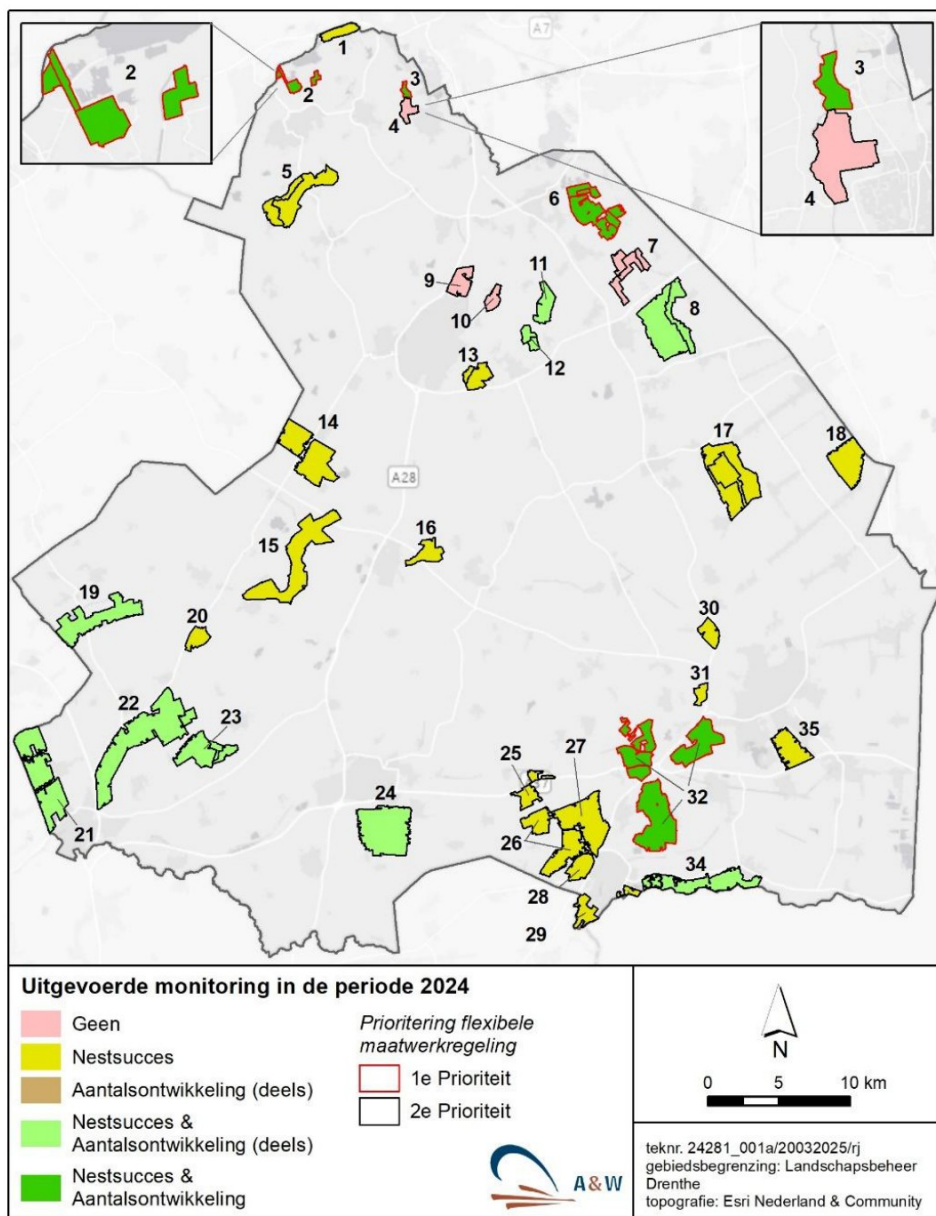 2
1
3
4
A7
3
4
2
5
6
7
8
9
10
11
12
13
14
A28
15
16
17
18
19
20
21
22
23
24
25
26
27
28
29
30
31
32
34
35
Uitgevoerde monitoring in de periode 2024
Geen
Nestsucces
Aantalsontwikkeling (deels)
Nestsucces &
Aantalsontwikkeling (deels)
Nestsucces &
Aantalsontwikkeling
Prioritering flexibele
maatwerkregeling
1e Prioriteit
2e Prioriteit
A&W
N
0 5 10 km
teknr. 24281_001a/20032025/rj
gebiedsbegrenzing: Landschapsbeheer
Drenthe
topografie: Esri Nederland & Community